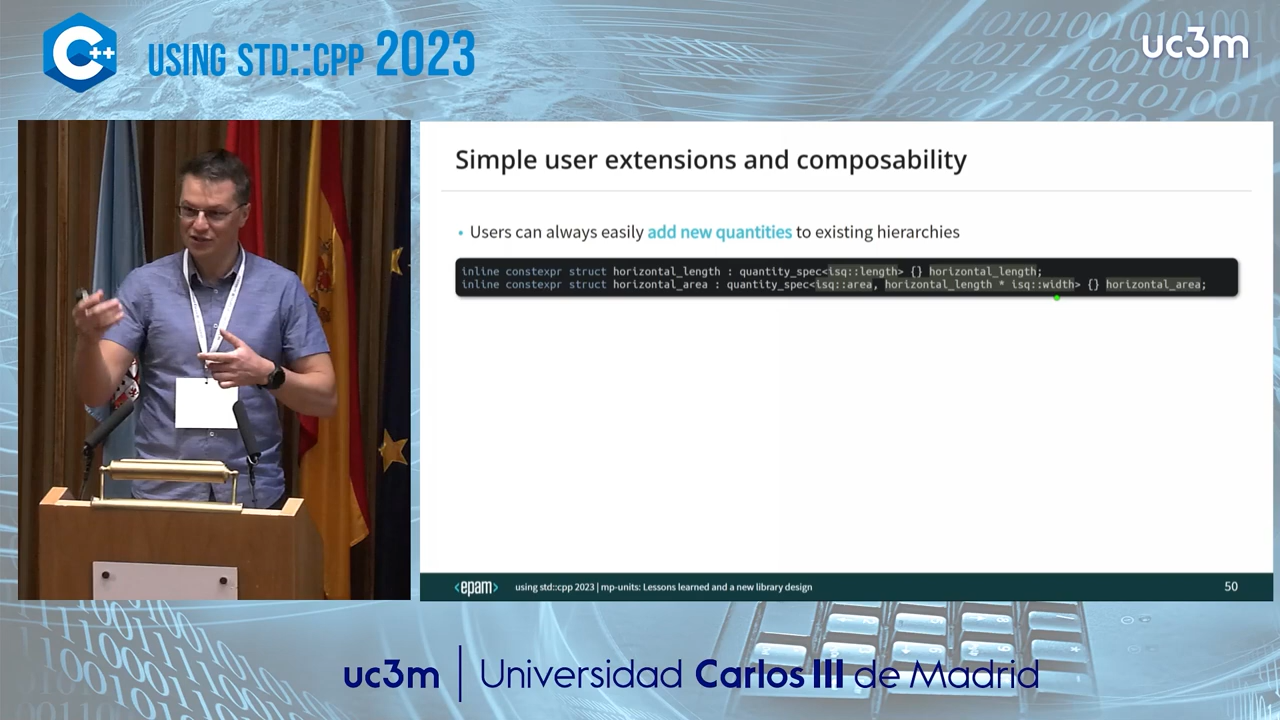 C++
USING STD::CPP 2023
uc3m
Simple user extensions and composability
• Users can always easily add new quantities to existing hierarchies
inline constexpr struct horizontal_length : quantity_spec<isq::length> {} horizontal_length;
inline constexpr struct horizontal_area : quantity_spec<isq::area, horizontal_length * isq::width> {} horizontal_area;
<epam>
using std::cpp 2023 | mp-units: Lessons learned and a new library design
50
uc3m | Universidad Carlos III de Madrid